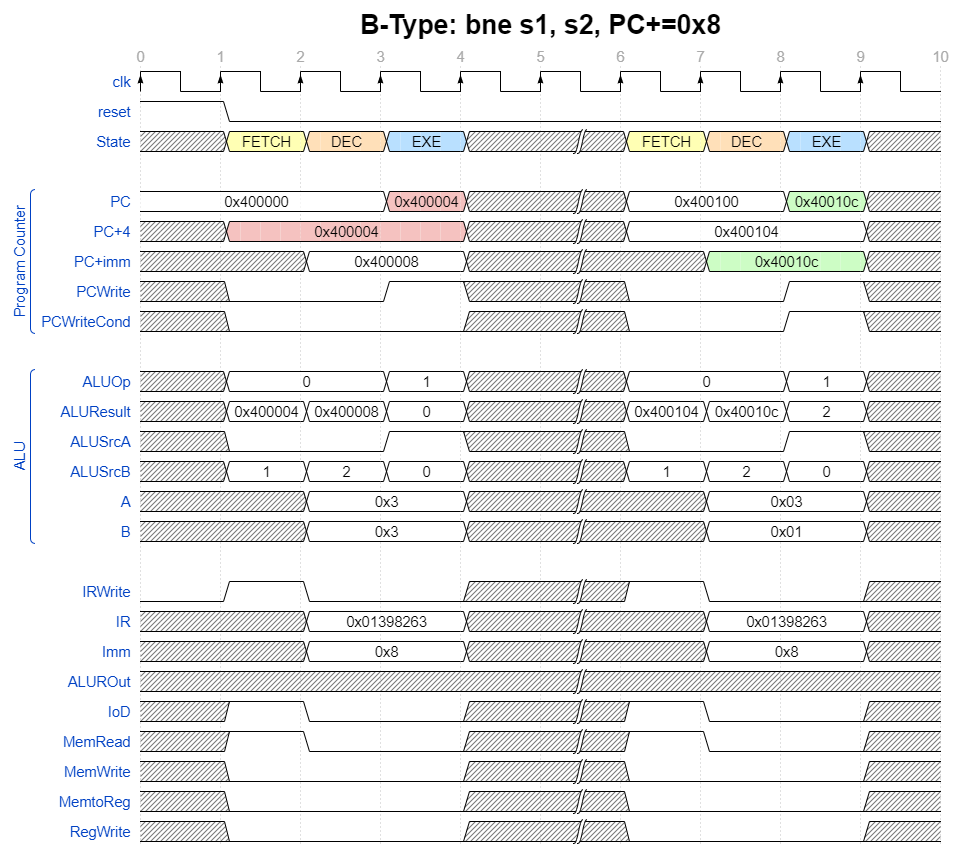 B-Type: bne s1, s2, PC+=0x8
0 1 2 3 4 5 6 7 8 9 10
clk
reset
State FETCH DEC EXE FETCH DEC EXE
Program Counter
PC 0x400000 0x400004 0x400100 0x40010c
PC+4 0x400004 0x400104
PC+imm 0x400008 0x40010c
PCWrite
PCWriteCond
ALU
ALUOp 0 1 0 1
ALUResult 0x400004 0x400008 0 0x400104 0x40010c 2
ALUSrcA
ALUSrcB 1 2 0 1 2 0
A 0x3 0x03
B 0x3 0x01
IRWrite
IR 0x01398263 0x01398263
Imm 0x8 0x8
ALUROut
IoD
MemRead
MemWrite
MemtoReg
RegWrite